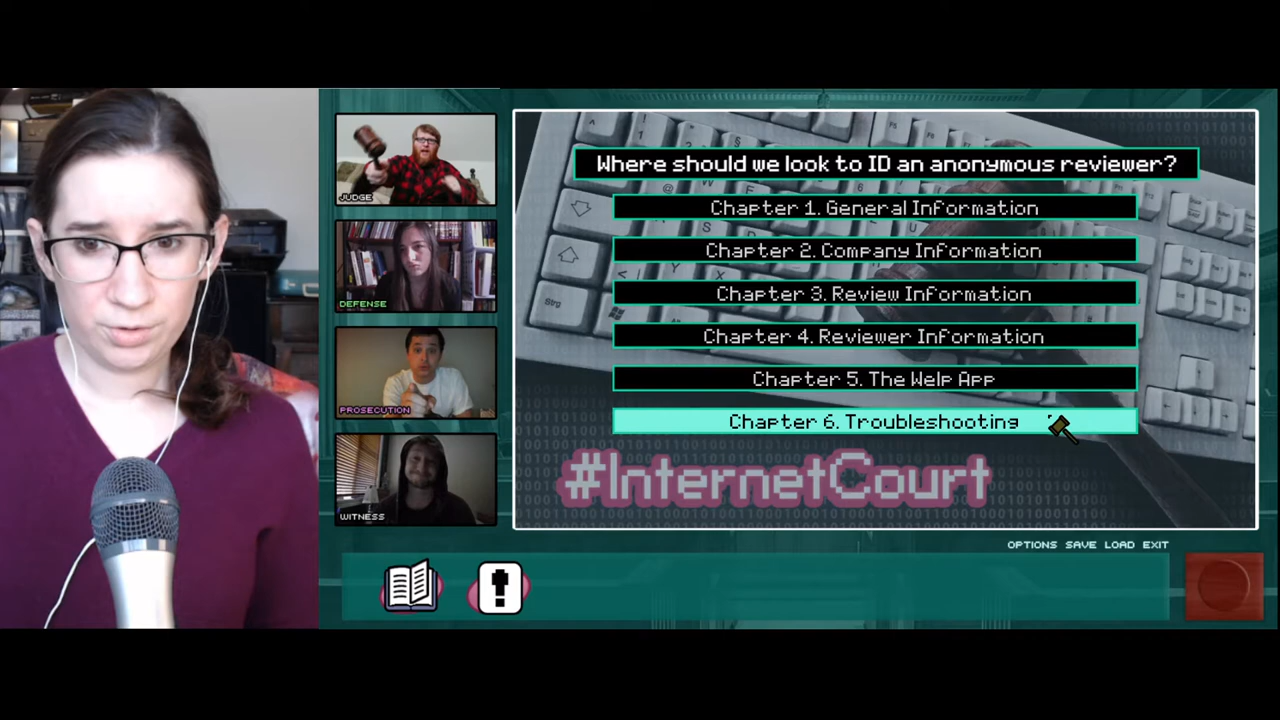 JUDGE
DEFENSE
PROSECUTION
WITNESS
Where should we look to ID an anonymous reviewer?
Chapter 1. General Information
Chapter 2. Company Information
Chapter 3. Review Information
Chapter 4. Reviewer Information
Chapter 5. The Welp App
Chapter 6. Troubleshooting
#InternetCourt
Strg
OPTIONS SAVE LOAD EXIT